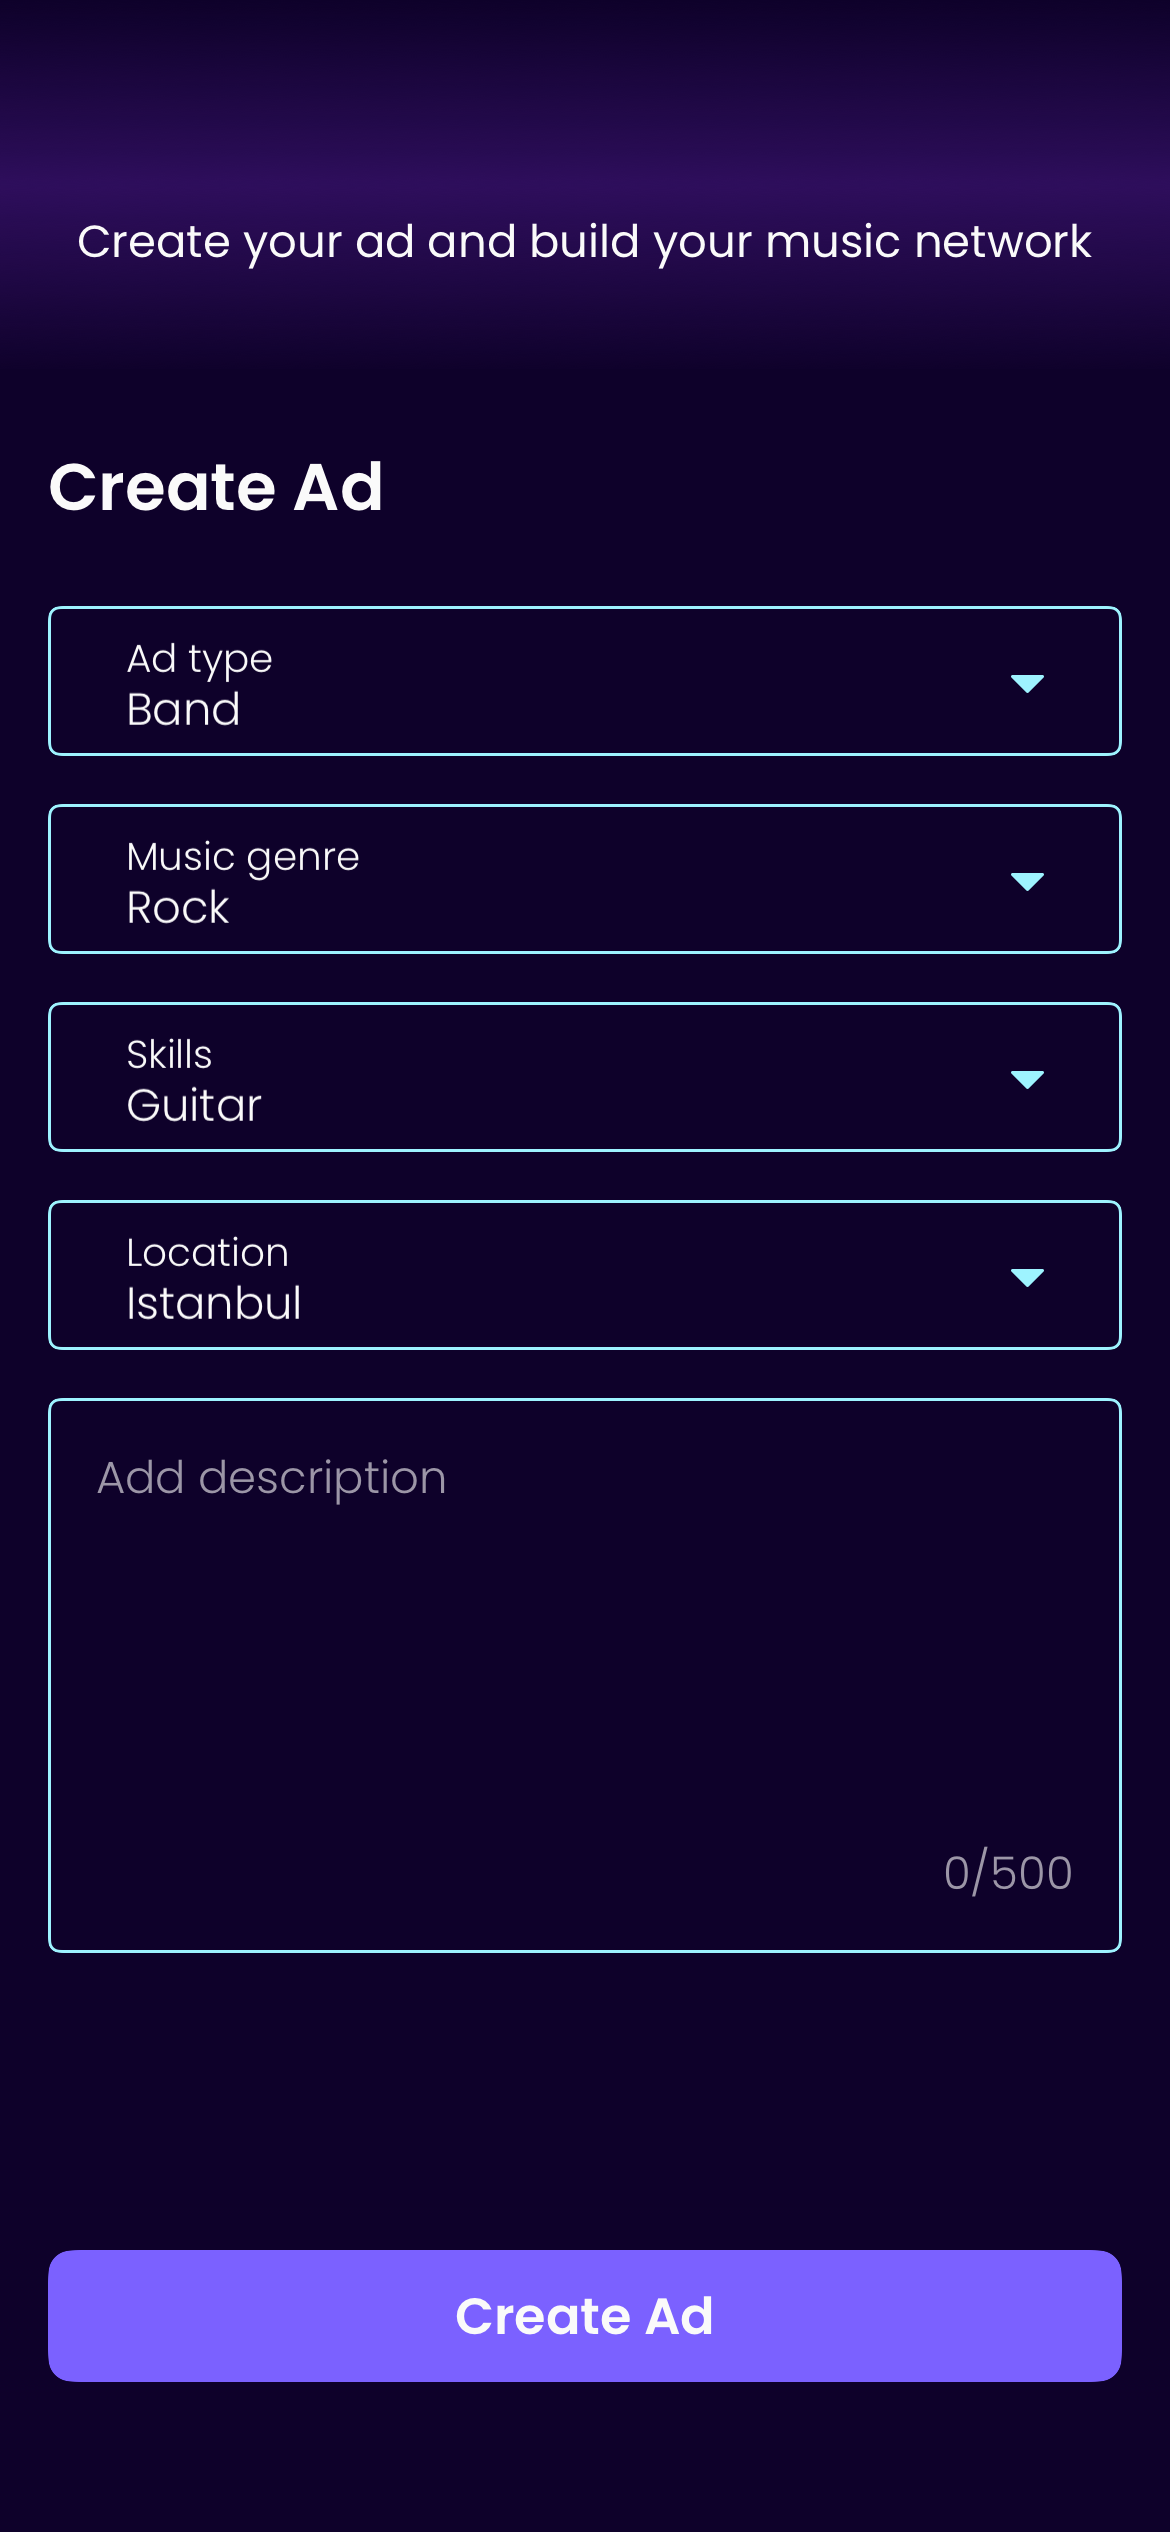 Create your ad and build your music network
Create Ad
Ad type
Band
Music genre
Rock
Skills
Guitar
Location
Istanbul
Add description
0/500
Create Ad